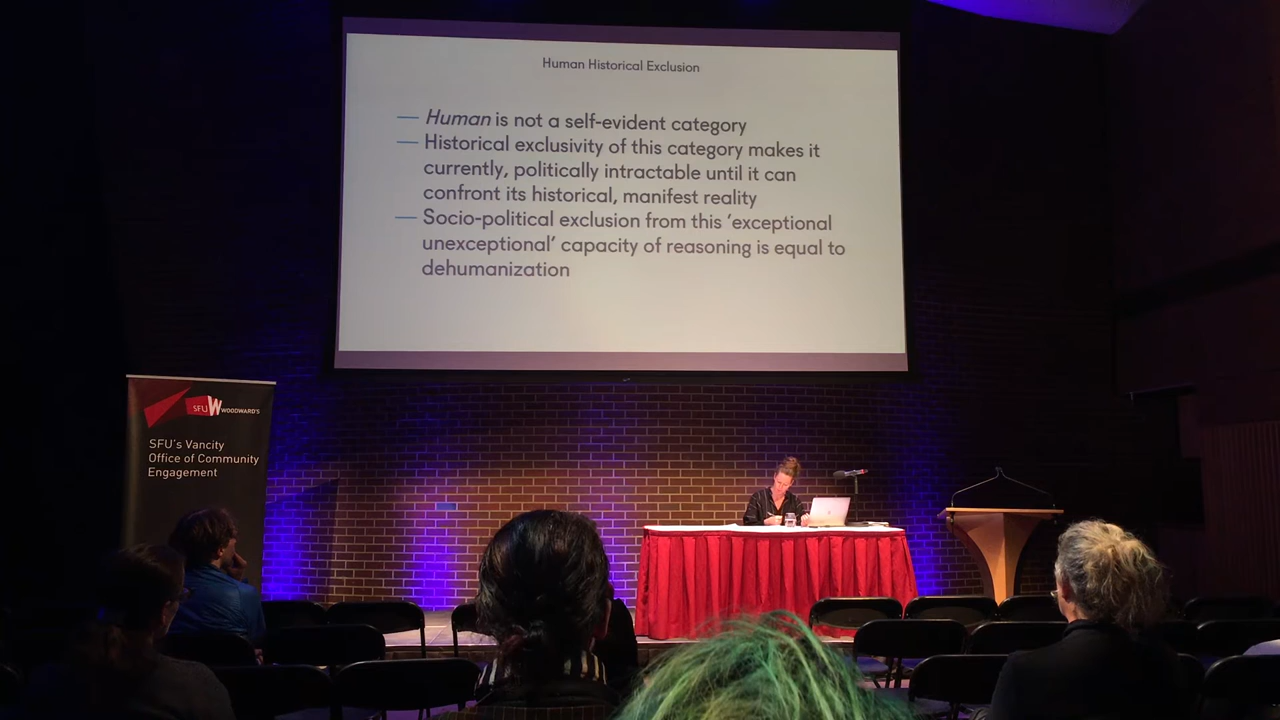 Human Historical Exclusion
— Human is not a self-evident category
— Historical exclusivity of this category makes it
currently, politically intractable until it can
confront its historical, manifest reality
— Socio-political exclusion from this ‘exceptional
unexceptional’ capacity of reasoning is equal to
dehumanization
SFU W WOODWARD'S
SFU's Vancity
Office of Community
Engagement